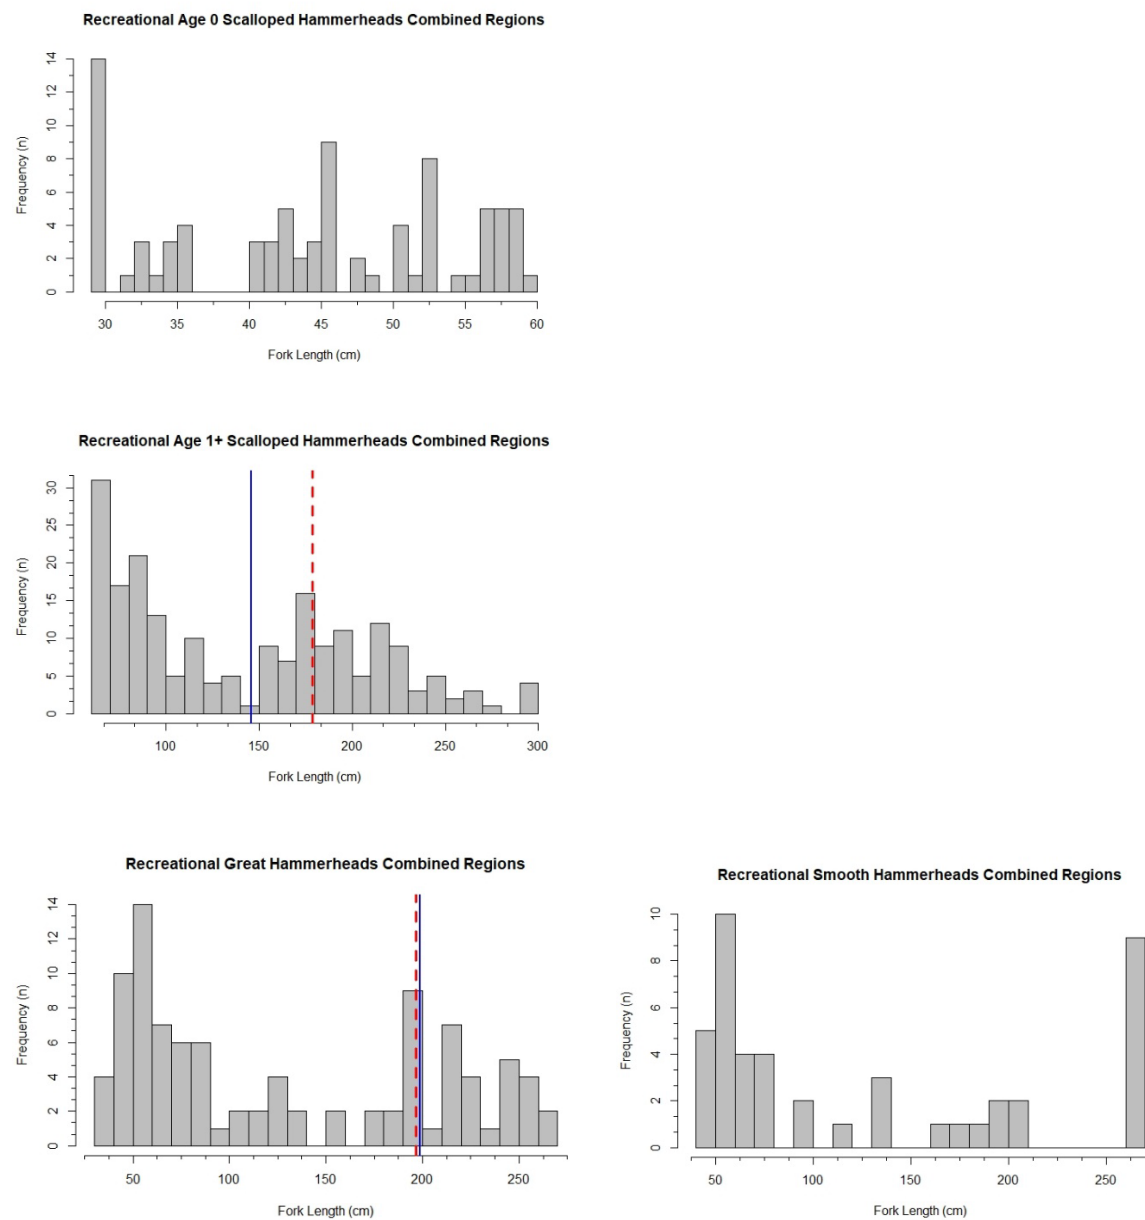 Recreational Age 0 Scalloped Hammerheads Combined Regions
Frequency (n)
0 2 4 6 8 10 12 14
30 35 40 45 50 55 60
Fork Length (cm)
Recreational Age 1+ Scalloped Hammerheads Combined Regions
Frequency (n)
0 5 10 15 20 25 30
100 150 200 250 300
Fork Length (cm)
Recreational Great Hammerheads Combined Regions
Frequency (n)
0 2 4 6 8 10 12 14
50 100 150 200 250
Fork Length (cm)
Recreational Smooth Hammerheads Combined Regions
Frequency (n)
0 2 4 6 8 10
50 100 150 200 250
Fork Length (cm)